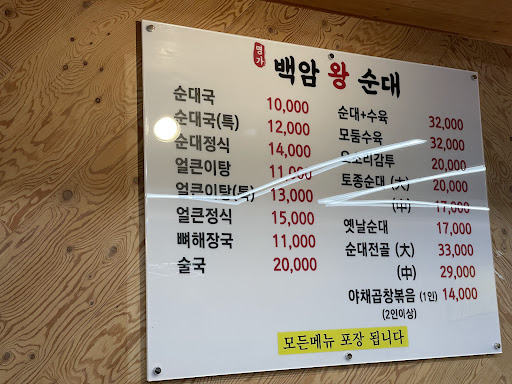 명가
백암 왕 순대
순대국 10,000
순대국(특) 12,000
순대정식 14,000
얼큰이탕 11,000
얼큰이탕(특) 13,000
얼큰정식 15,000
뼈해장국 11,000
술국 20,000
순대+수육 32,000
모둠수육 32,000
오소리감투 20,000
토종순대 (大) 20,000
(中) 17,000
옛날순대 17,000
순대전골 (大) 33,000
(中) 29,000
야채곱창볶음 (1인) 14,000
(2인이상)
모든메뉴 포장 됩니다